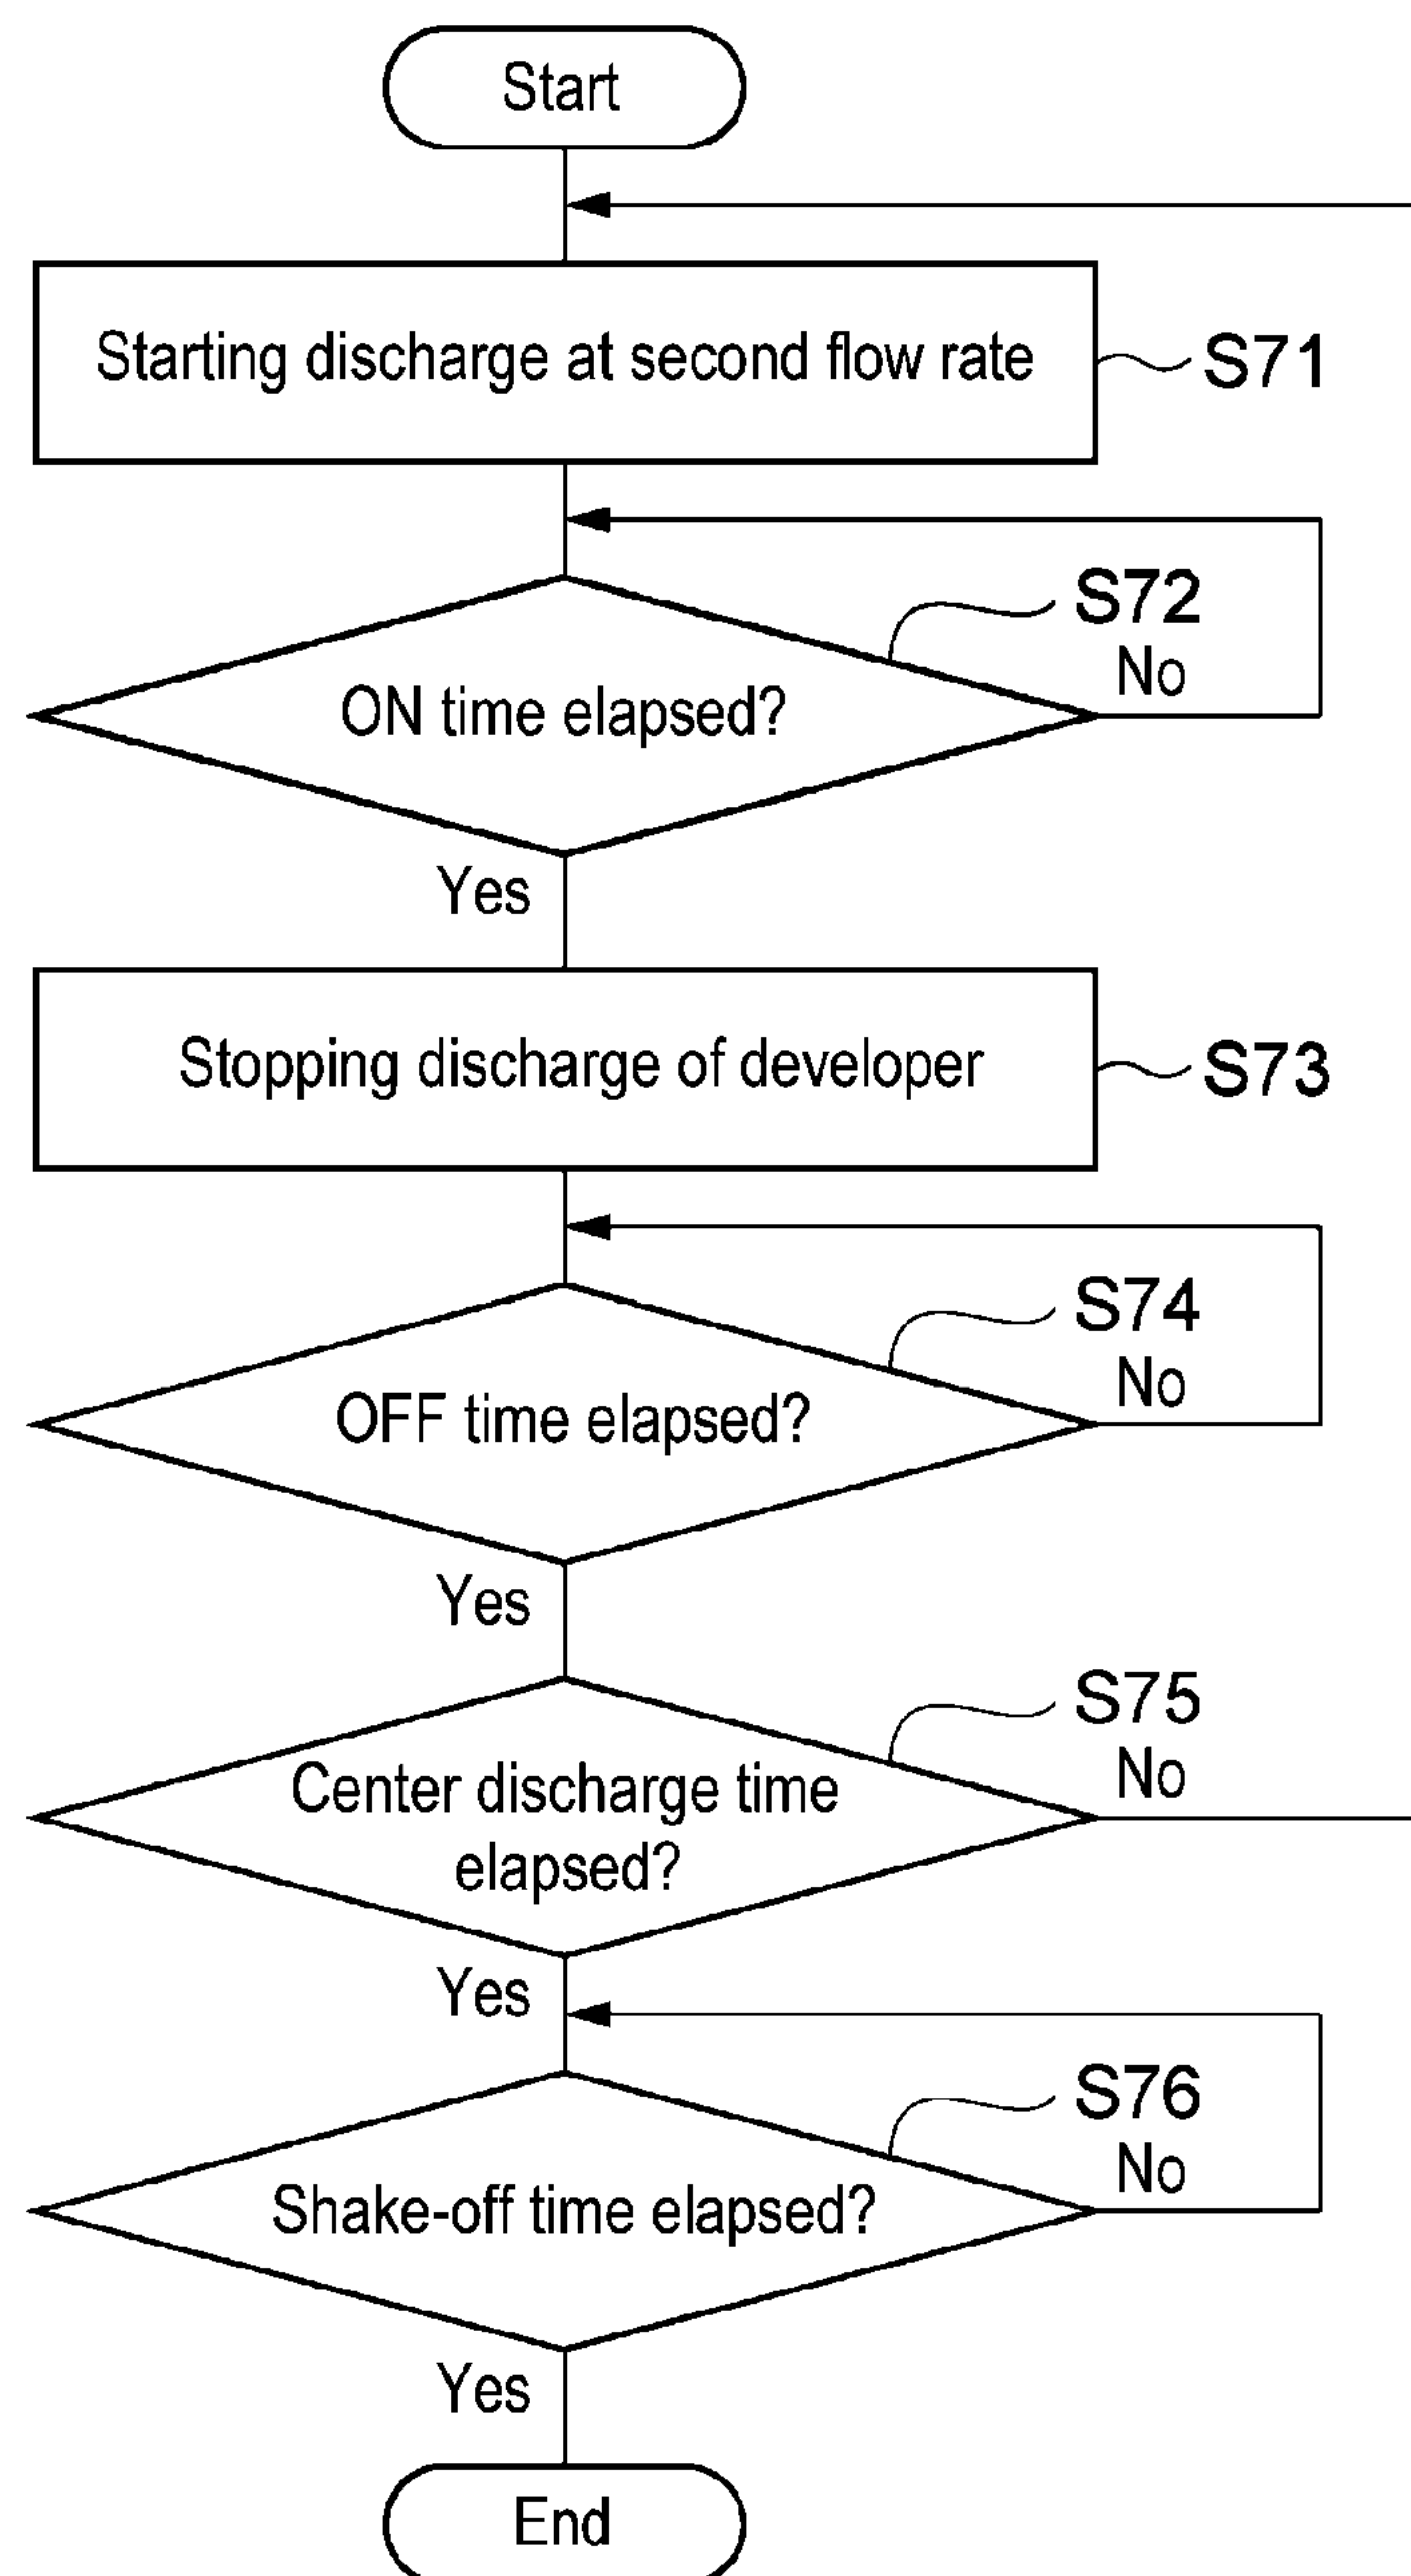 Start
Starting discharge at second flow rate
S71
S72
No
ON time elapsed?
Yes
Stopping discharge of developer
S73
S74
No
OFF time elapsed?
Yes
S75
No
Center discharge time
elapsed?
Yes
S76
No
Shake-off time elapsed?
Yes
End